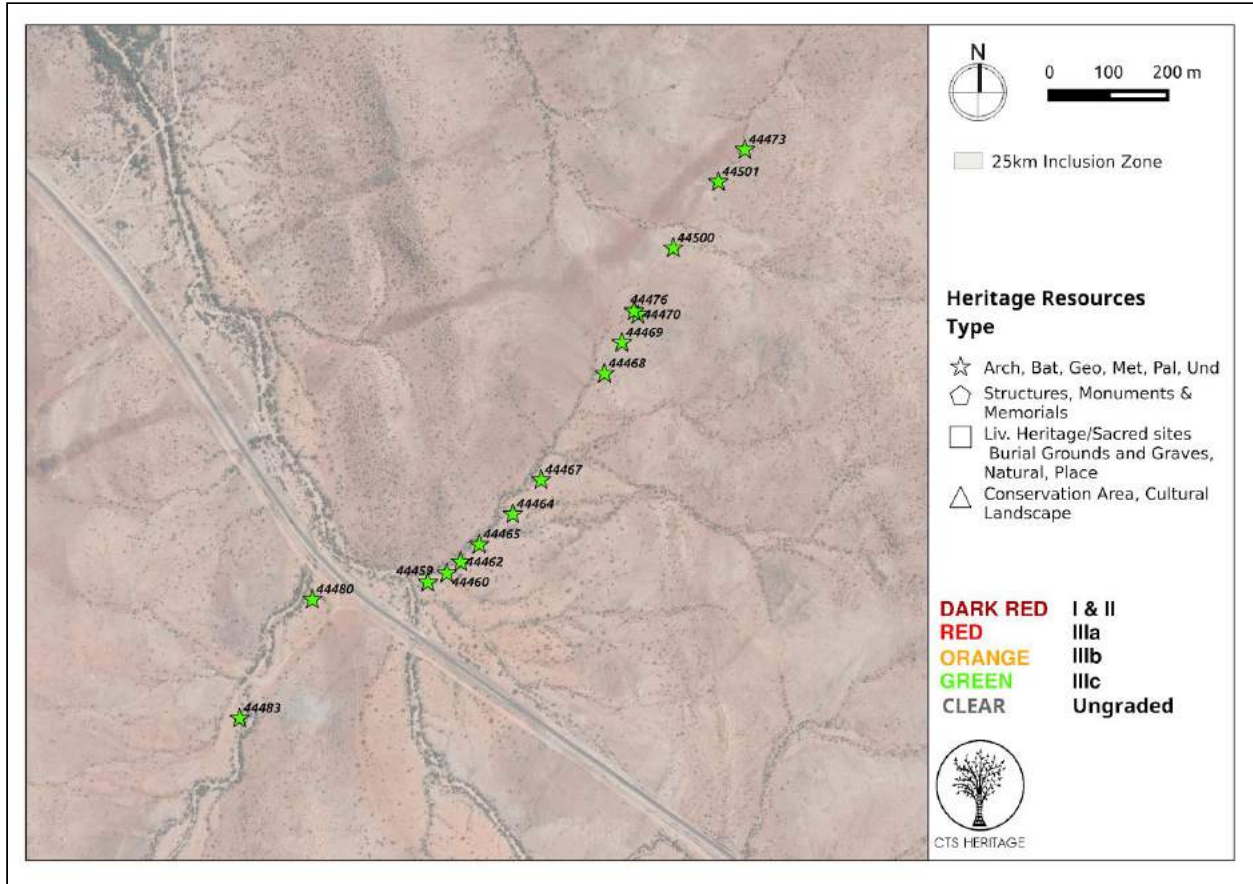 44473
44501
44500
44476
44470
44469
44468
44467
44464
44465
44462
44459
44460
44480
44483
N
0 100 200 m
25km Inclusion Zone
Heritage Resources
Type
Arch, Bat, Geo, Met, Pal, Und
Structures, Monuments &
Memorials
Liv. Heritage/Sacred sites
Burial Grounds and Graves,
Natural, Place
Conservation Area, Cultural
Landscape
DARK RED I & II
RED IIIa
ORANGE IIIb
GREEN IIIc
CLEAR Ungraded
CTS HERITAGE